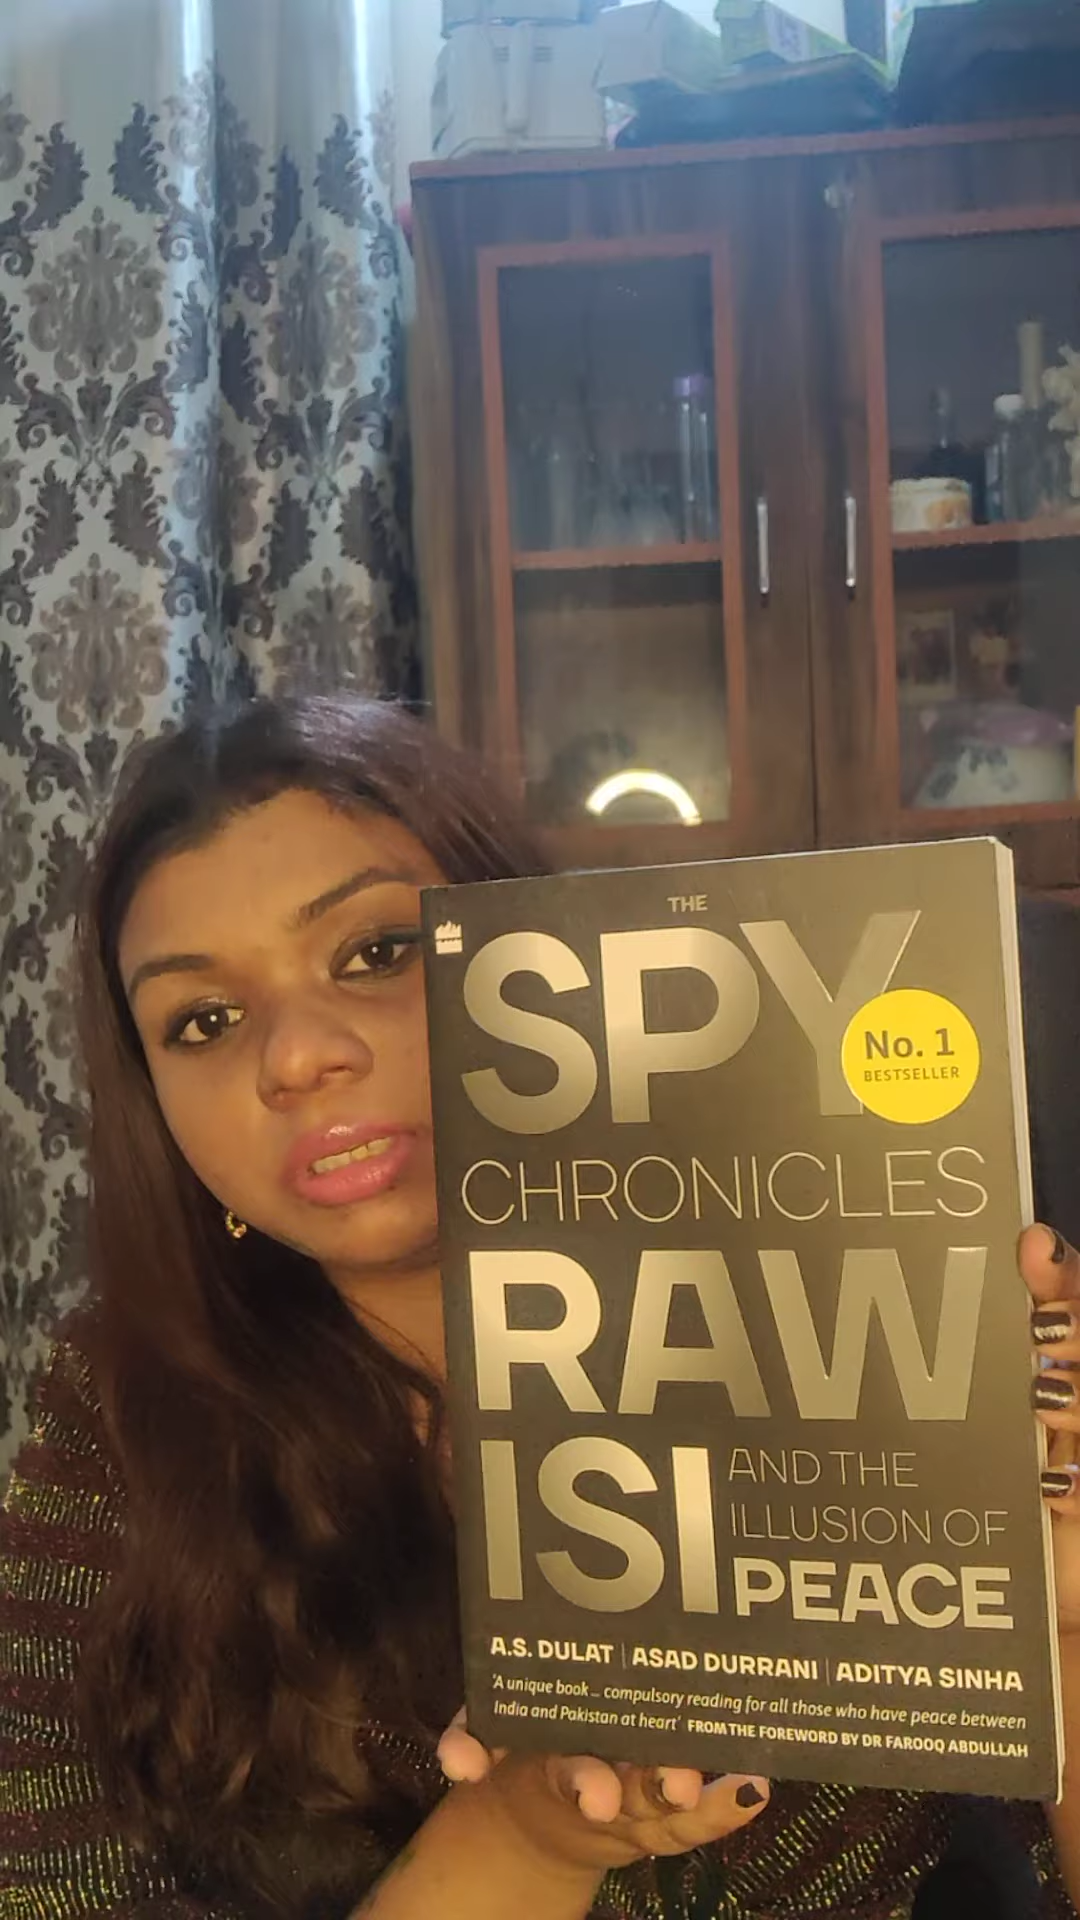 THE
SPY
No. 1
BESTSELLER
CHRONICLES
RAW
ISI
AND THE
ILLUSION OF
PEACE
A.S. DULAT | ASAD DURRANI | ADITYA SINHA
'A unique book ... compulsory reading for all those who have peace between
India and Pakistan at heart' FROM THE FOREWORD BY DR FAROOQ ABDULLAH